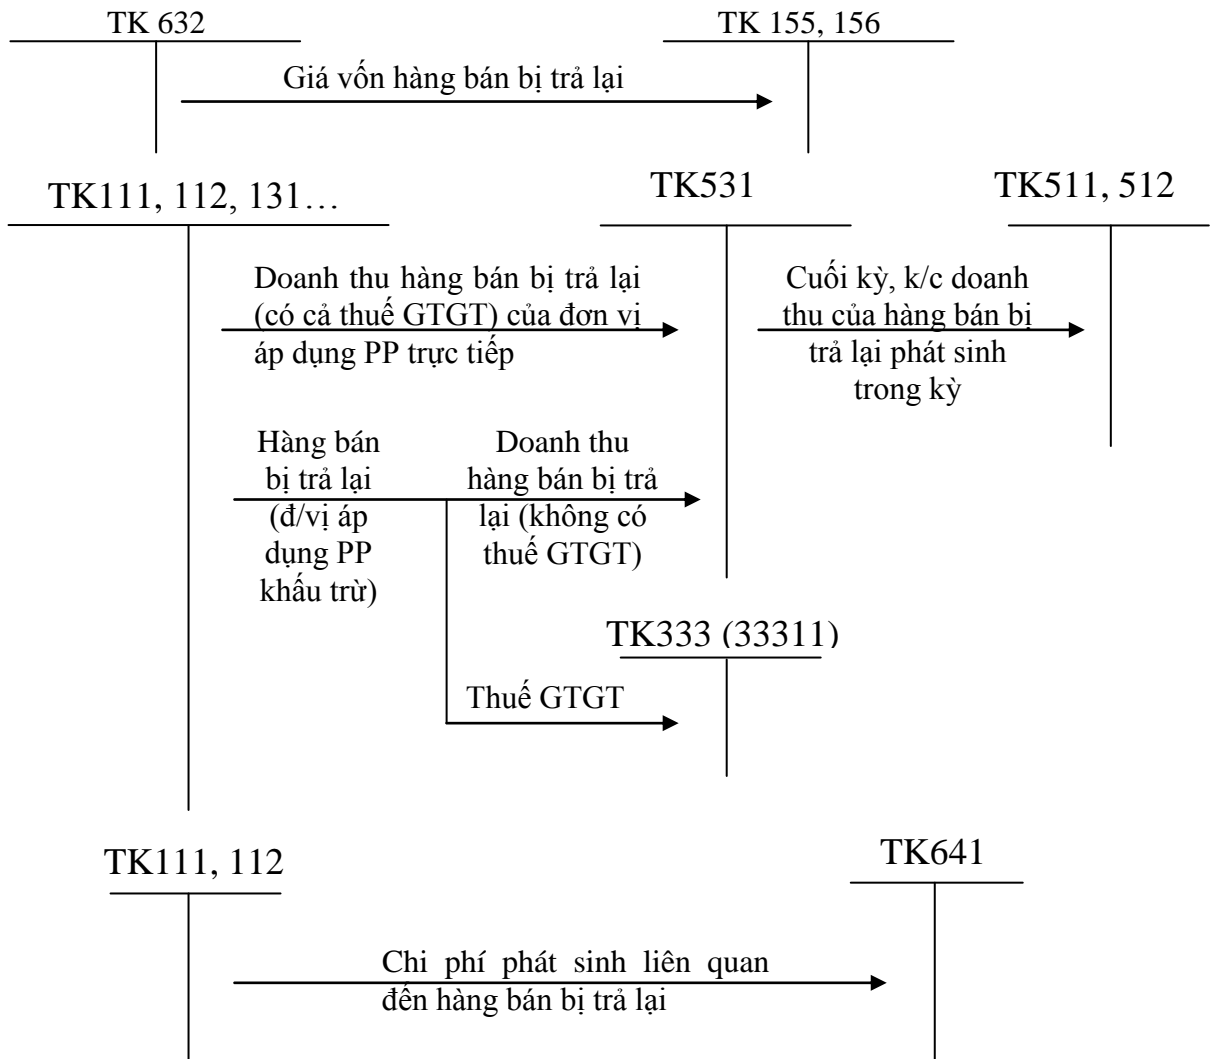 TK 632
TK 155, 156
Giá vốn hàng bán bị trả lại
TK111, 112, 131…
TK531
TK511, 512
Doanh thu hàng bán bị trả lại
(có cả thuế GTGT) của đơn vị
áp dụng PP trực tiếp
Cuối kỳ, k/c doanh
thu của hàng bán bị
trả lại phát sinh
trong kỳ
Hàng bán
bị trả lại
(đ/vị áp
dụng PP
khấu trừ)
Doanh thu
hàng bán bị trả
lại (không có
thuế GTGT)
TK333 (33311)
Thuế GTGT
TK111, 112
TK641
Chi phí phát sinh liên quan
đến hàng bán bị trả lại